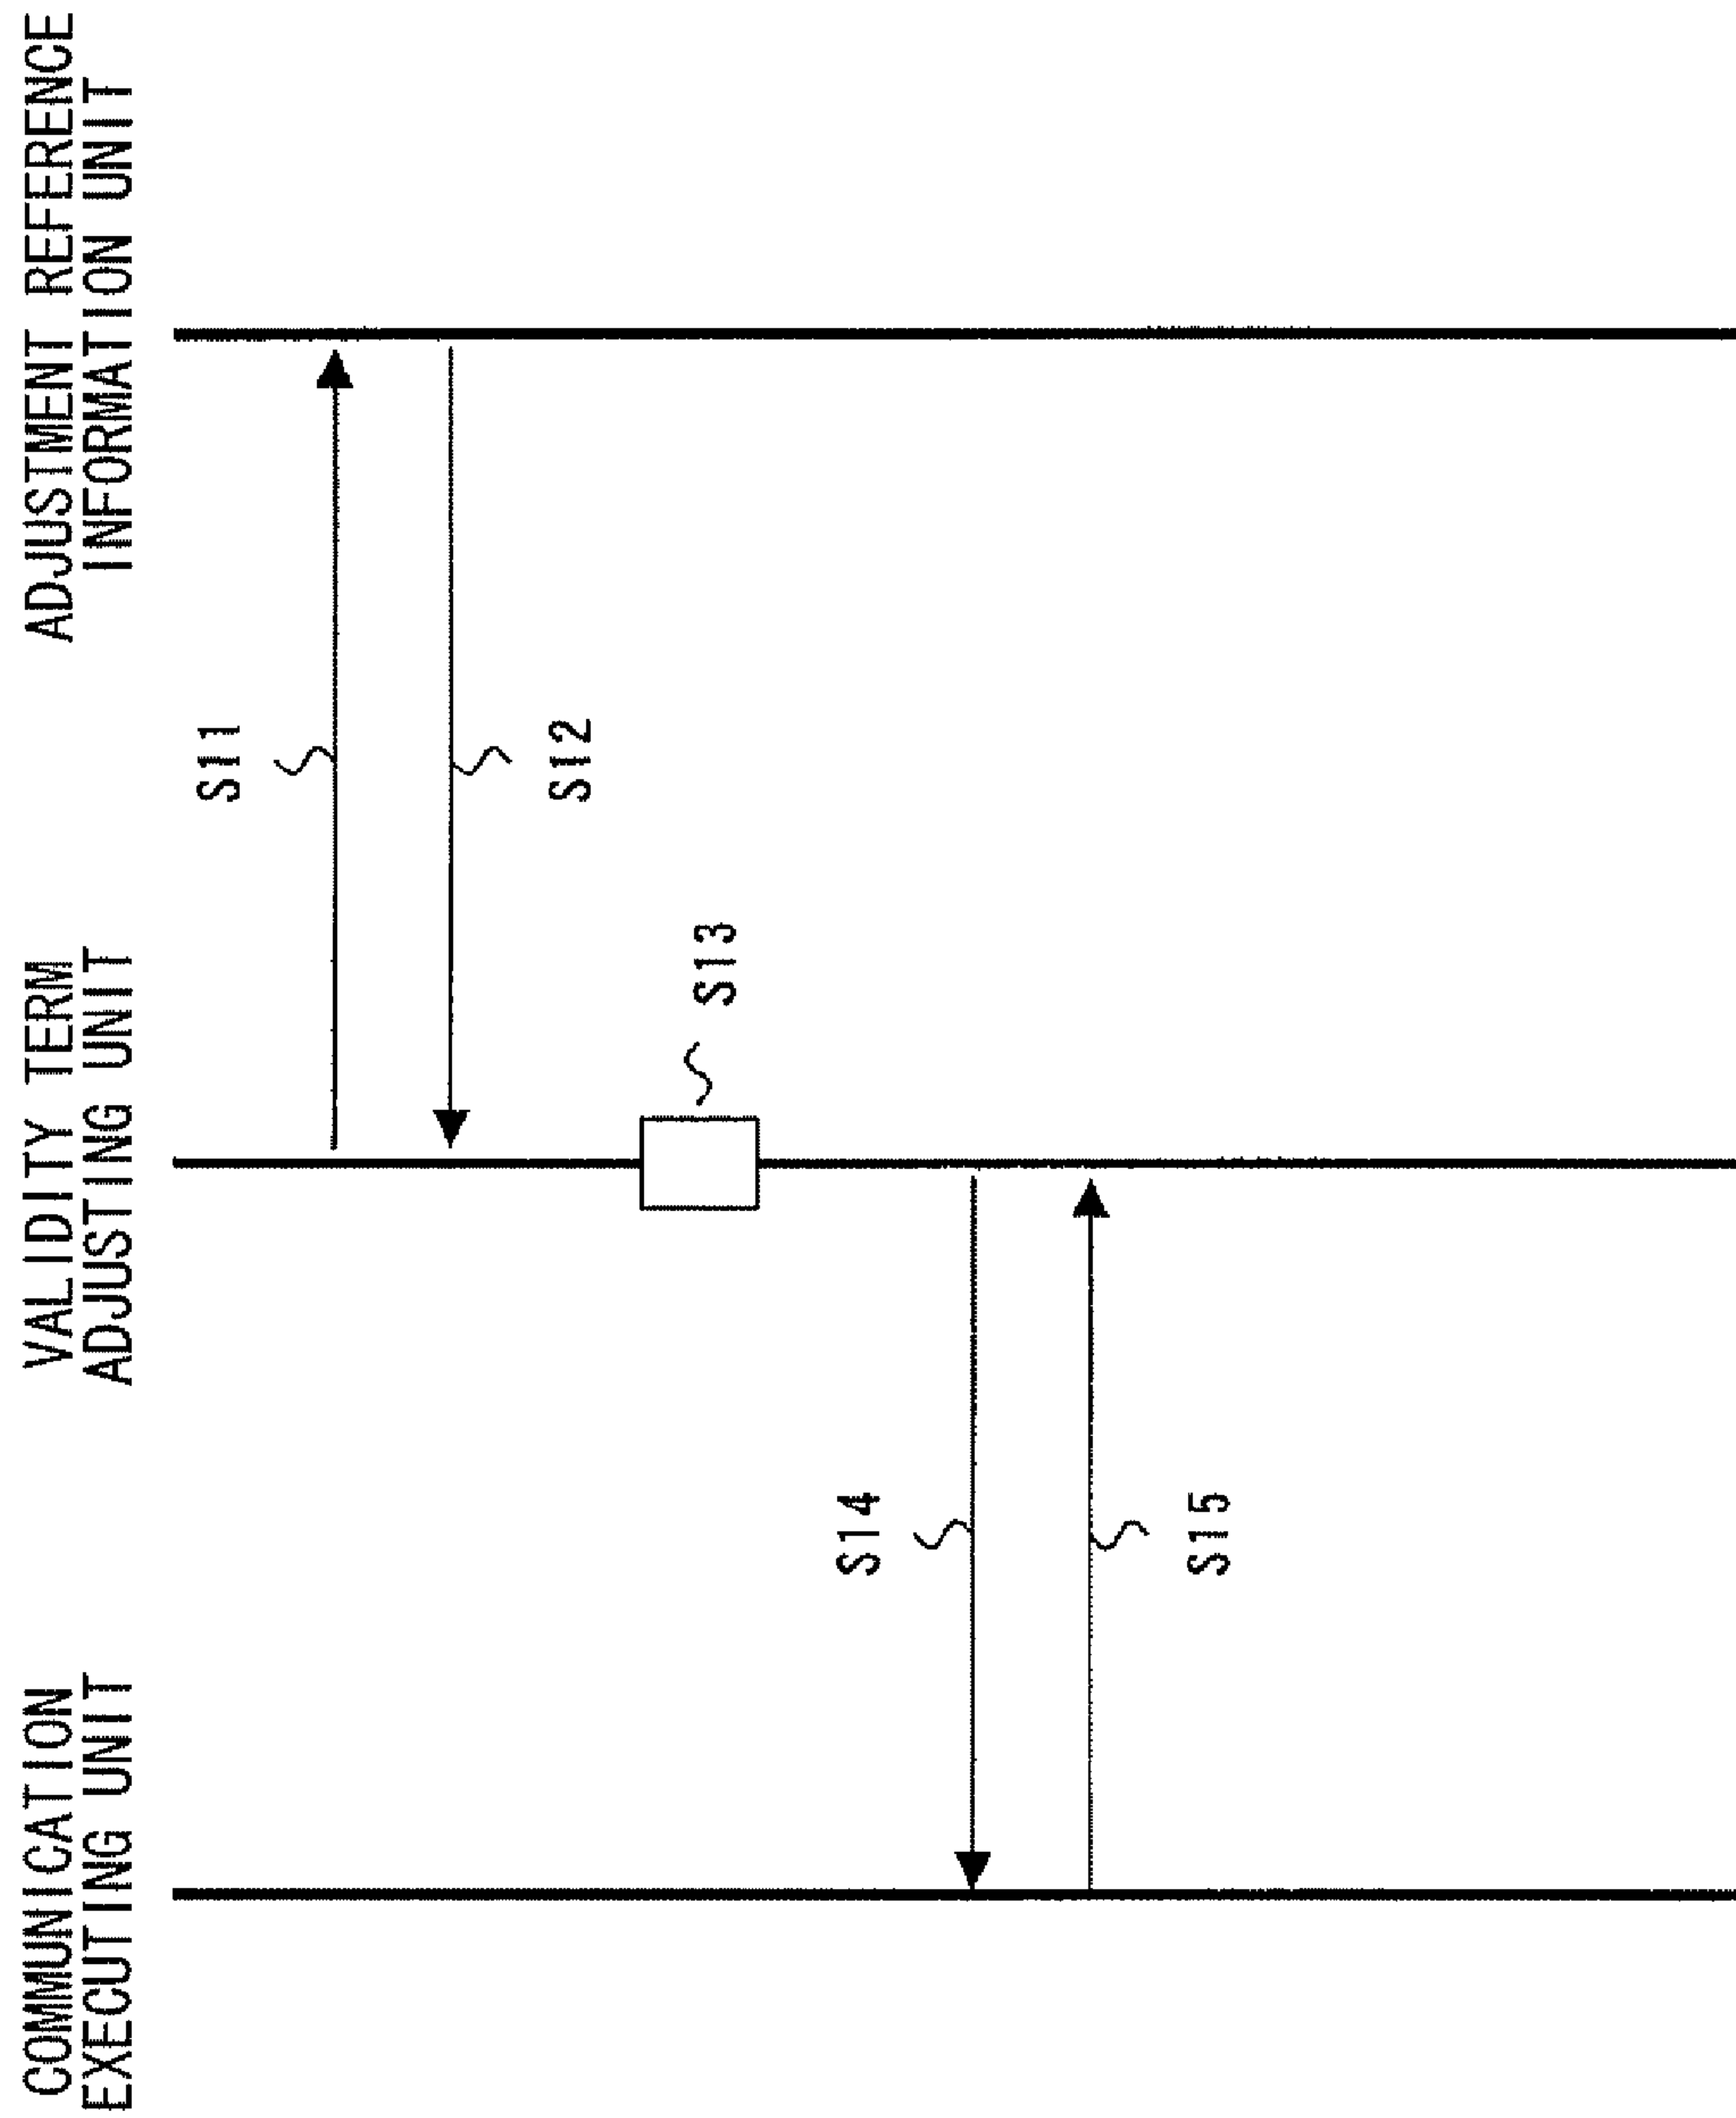 COMMUNICATION
EXECUTING UNIT
VALIDITY TERM
ADJUSTING UNIT
ADJUSTMENT REFERENCE
INFORMATION UNIT
S11
S12
S13
S14
S15